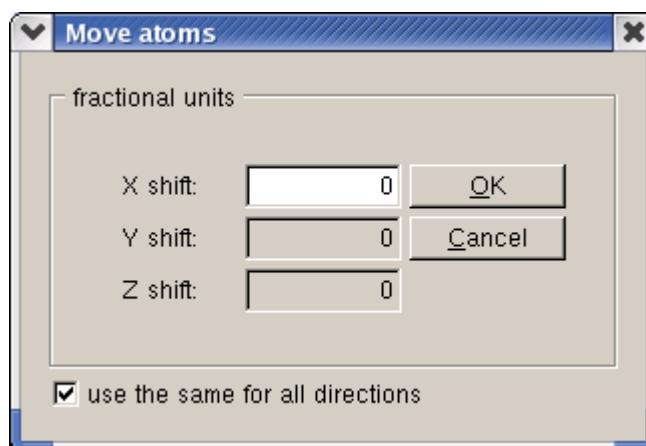 Move atoms
fractional units
X shift: 0 OK
Y shift: 0 Cancel
Z shift: 0
use the same for all directions